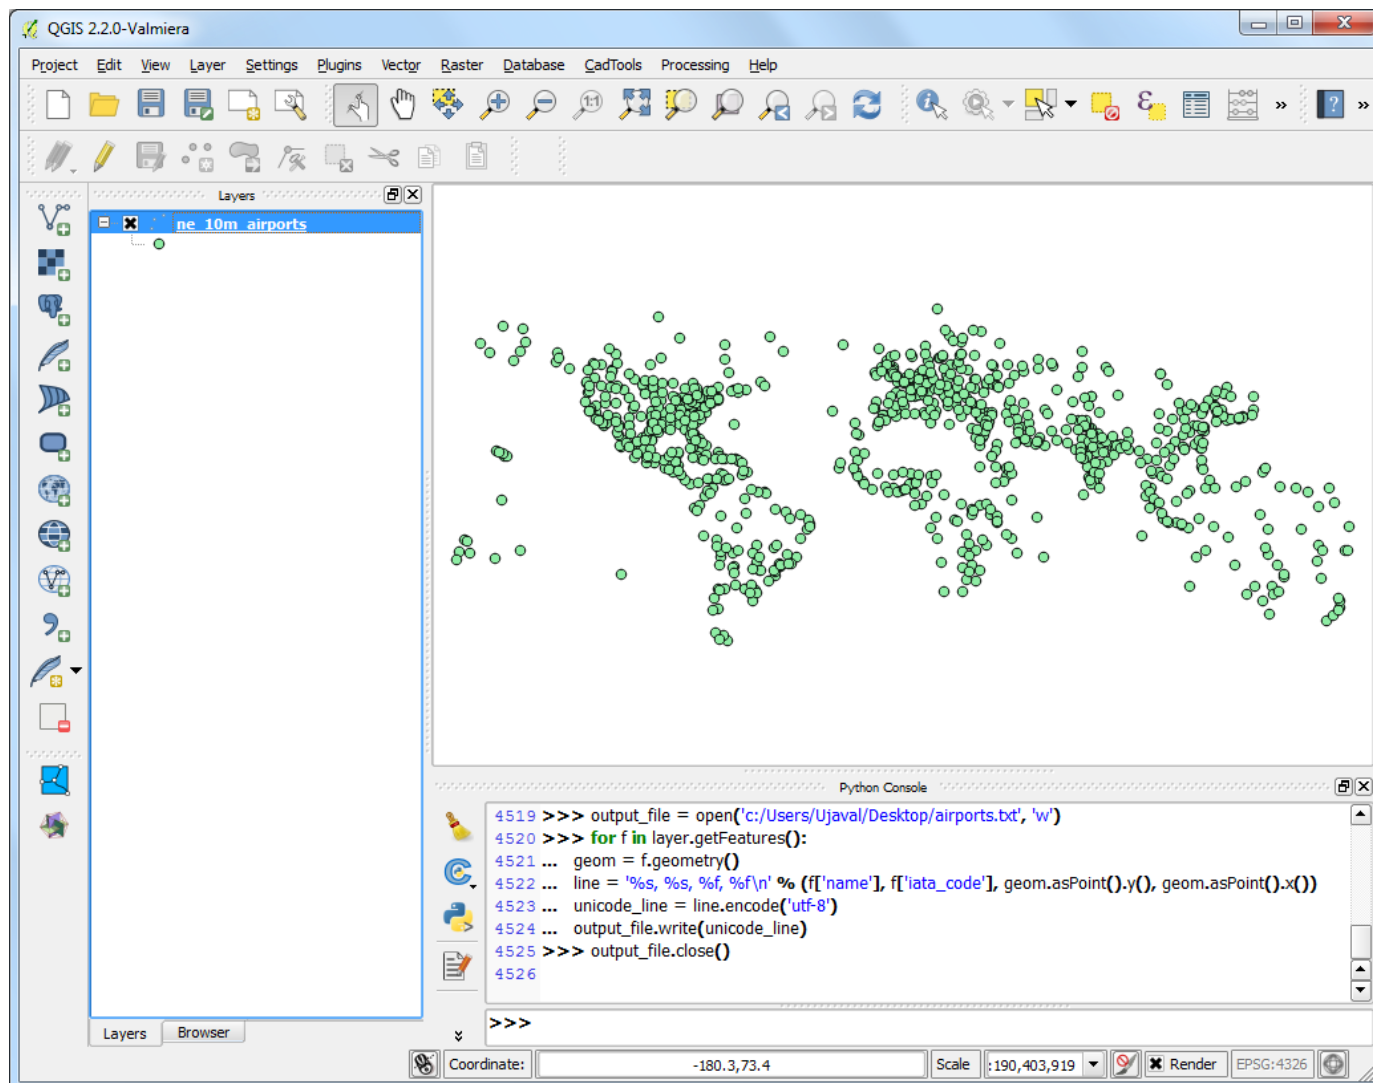 QGIS 2.2.0-Valmiera
Project Edit View Layer Settings Plugins Vector Raster Database CadTools Processing Help
Layers
ne_10m_airports
Python Console
4519 >>> output_file = open('c:/Users/Ujaval/Desktop/airports.txt', 'w')
4520 >>> for f in layer.getFeatures():
4521 ... geom = f.geometry()
4522 ... line = '%s, %s, %f, %f\n' % (f['name'], f['iata_code'], geom.asPoint().y(), geom.asPoint().x())
4523 ... unicode_line = line.encode('utf-8')
4524 ... output_file.write(unicode_line)
4525 >>> output_file.close()
4526
>>>
Layers Browser
Coordinate: -180.3,73.4 Scale :190,403,919 Render EPSG:4326